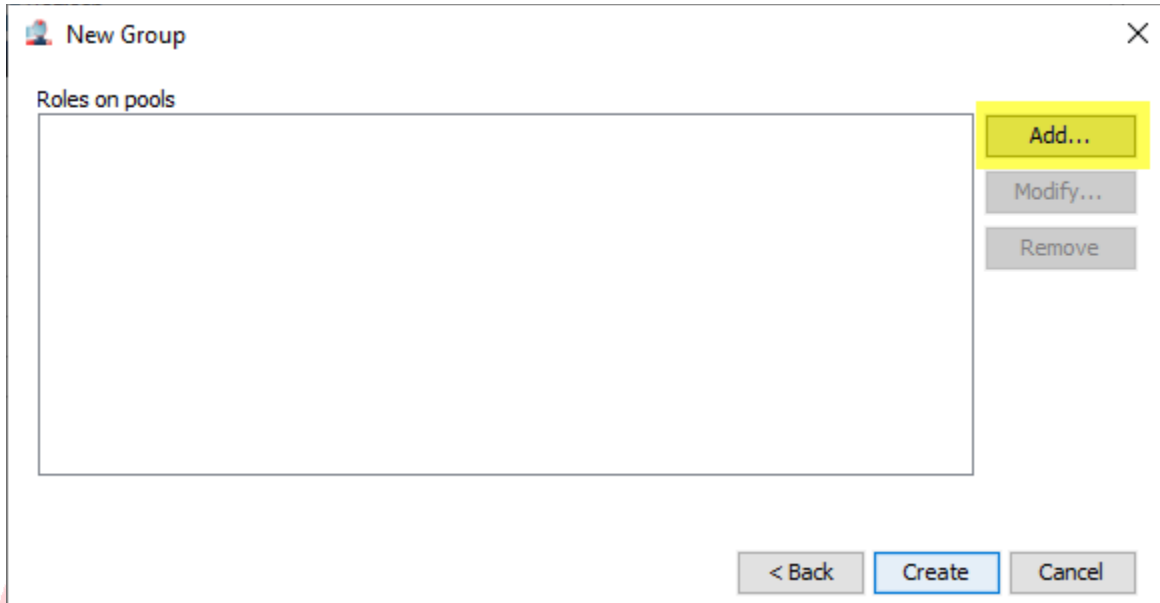 New Group
Roles on pools
Add...
Modify...
Remove
< Back
Create
Cancel